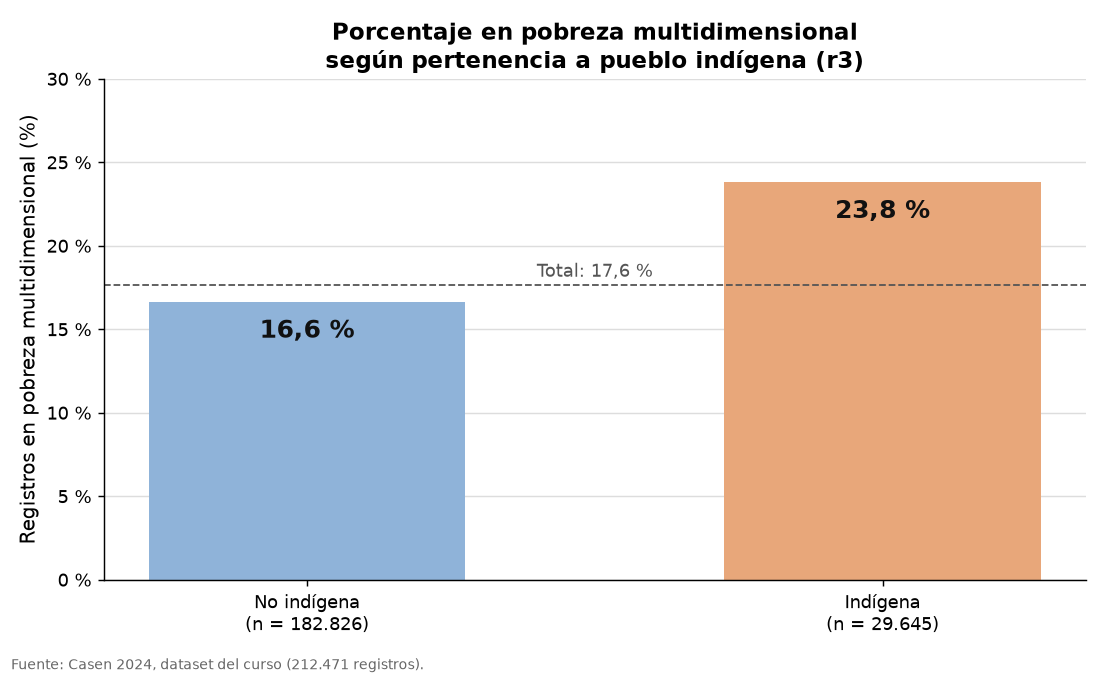 Porcentaje en pobreza multidimensional
según pertenencia a pueblo indígena (r3)
Registros en pobreza multidimensional (%)
30 %
25 %
20 %
15 %
10 %
5 %
0 %
Total: 17,6 %
16,6 %
23,8 %
No indígena
(n = 182.826)
Indígena
(n = 29.645)
Fuente: Casen 2024, dataset del curso (212.471 registros).